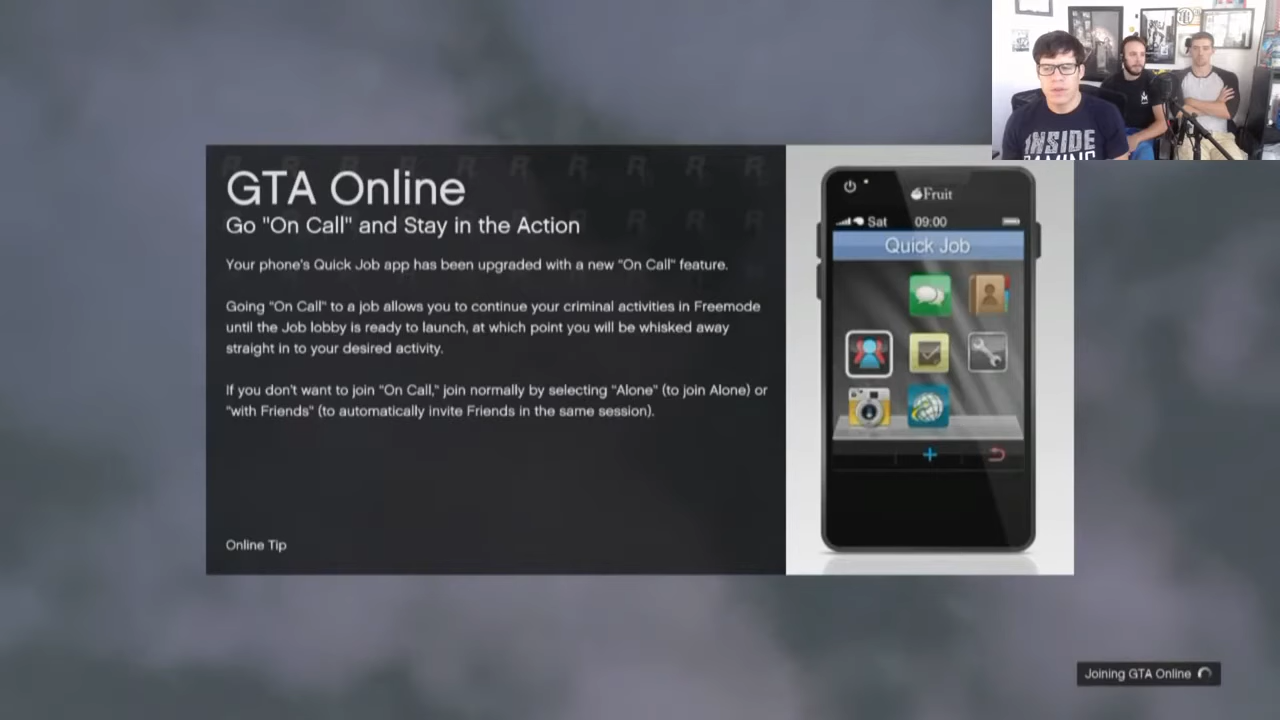 GTA Online
Go "On Call" and Stay in the Action
Your phone's Quick Job app has been upgraded with a new "On Call" feature.
Going "On Call" to a job allows you to continue your criminal activities in Freemode
until the Job lobby is ready to launch, at which point you will be whisked away
straight in to your desired activity.
If you don't want to join "On Call," join normally by selecting "Alone" (to join Alone) or
"with Friends" (to automatically invite Friends in the same session).
Online Tip
Fruit
Sat 09:00
Quick Job
INSIDE
GAMING
Joining GTA Online